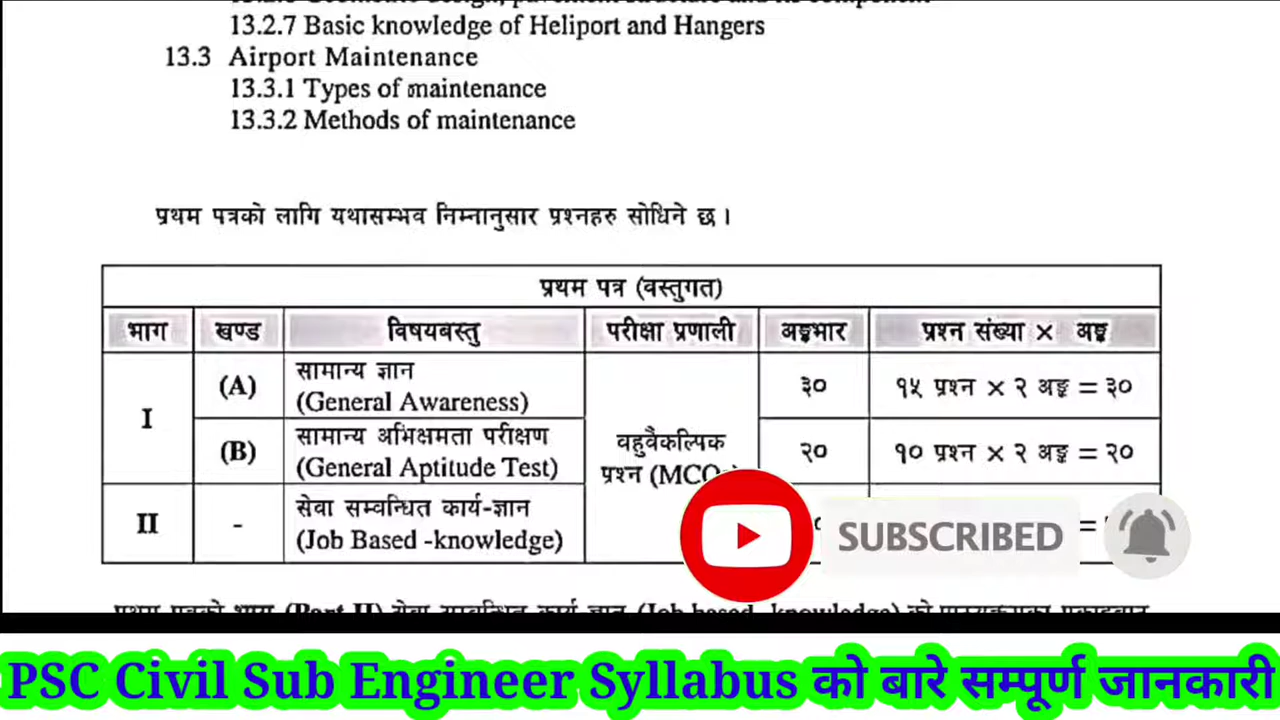 13.2.7 Basic knowledge of Heliport and Hangers
13.3 Airport Maintenance
13.3.1 Types of maintenance
13.3.2 Methods of maintenance
प्रथम पत्रको लागि यथासम्भव निम्नानुसार प्रश्नहरु सोधिने छ ।
प्रथम पत्र (वस्तुगत)
भाग खण्ड विषयबस्तु परीक्षा प्रणाली अङ्कभार प्रश्न संख्या × अङ्क
I (A) सामान्य ज्ञान
(General Awareness) ३० १५ प्रश्न × २ अङ्क = ३०
(B) सामान्य अभिक्षमता परीक्षण
(General Aptitude Test) २० १० प्रश्न × २ अङ्क = २०
वहुवैकल्पिक
प्रश्न
II - सेवा सम्वन्धित कार्य-ज्ञान
(Job Based -knowledge) =
SUBSCRIBED
PSC Civil Sub Engineer Syllabus को बारे सम्पूर्ण जानकारी